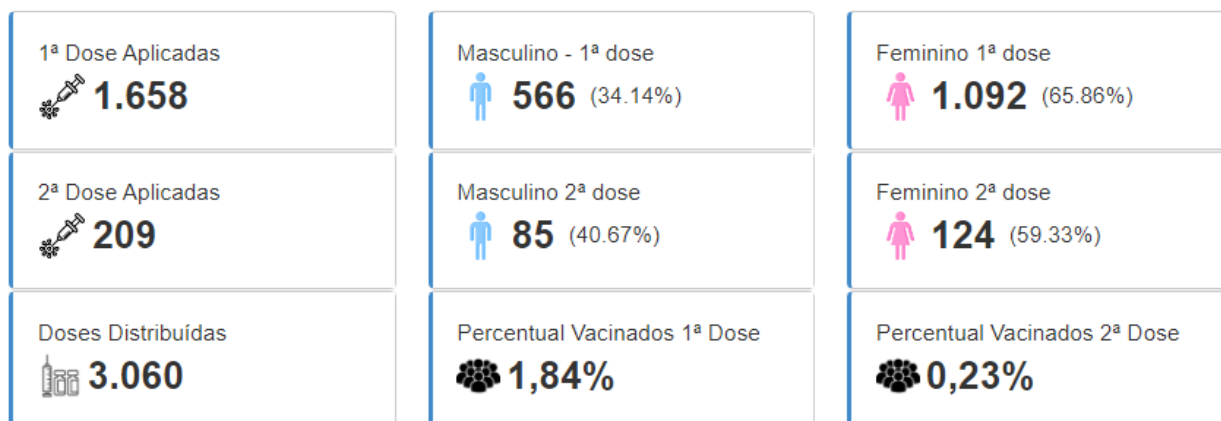 1ª Dose Aplicadas
1.658
Masculino - 1ª dose
566 (34.14%)
Feminino 1ª dose
1.092 (65.86%)
2ª Dose Aplicadas
209
Masculino 2ª dose
85 (40.67%)
Feminino 2ª dose
124 (59.33%)
Doses Distribuídas
3.060
Percentual Vacinados 1ª Dose
1,84%
Percentual Vacinados 2ª Dose
0,23%